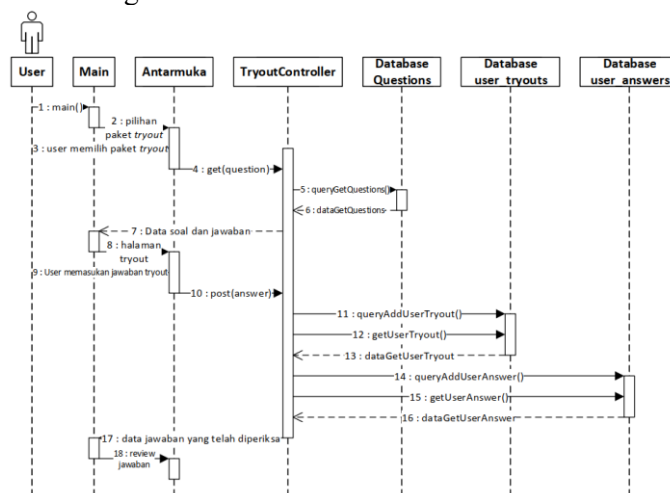 User
Main
Antarmuka
TryoutController
Database
Questions
Database
user_tryouts
Database
user_answers
1 : main()
2 : pilihan
paket tryout
3 : user memilih paket tryout
4 : get(question)
5 : queryGetQuestions()
6 : dataGetQuestions
7 : Data soal dan jawaban
8 : halaman
tryout
9 : User memasukan jawaban tryout
10 : post(answer)
11 : queryAddUserTryout()
12 : getUserTryout()
13 : dataGetUserTryout
14 : queryAddUserAnswer()
15 : getUserAnswer()
16 : dataGetUserAnswer
17 : data jawaban yang telah diperiksa
18 : review
jawaban